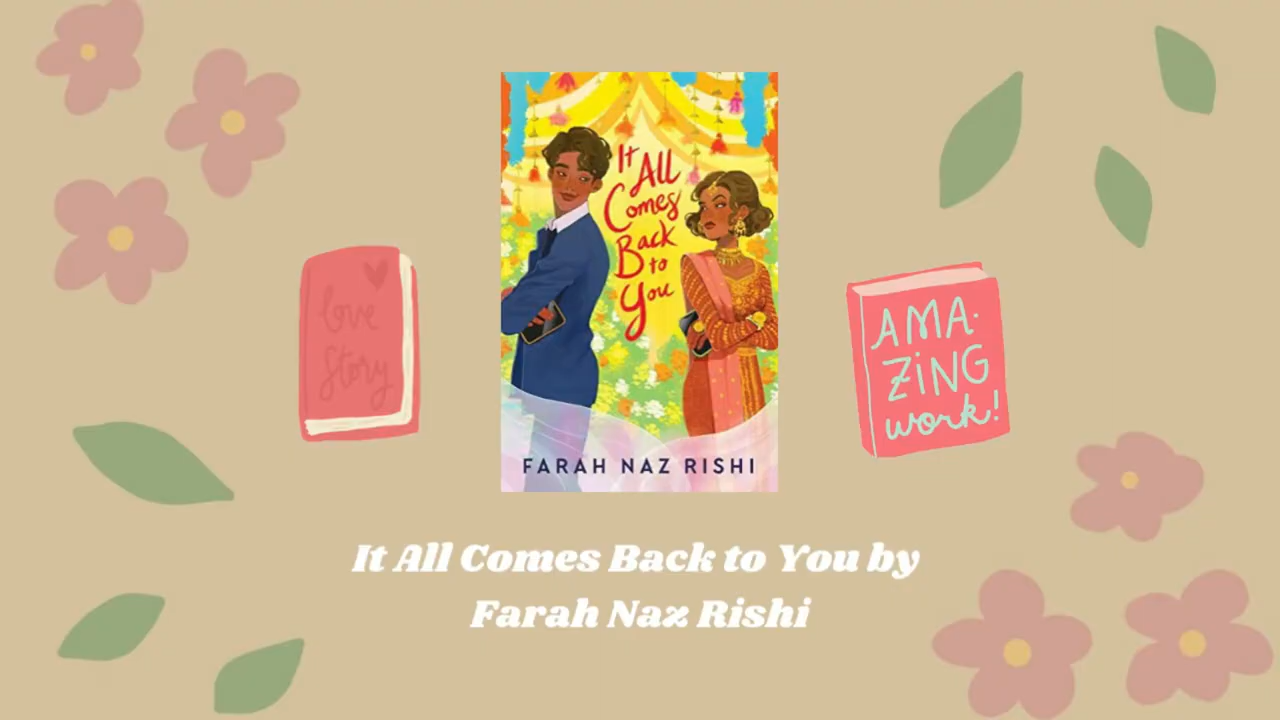 It
All
Comes
Back
to
You
FARAH NAZ RISHI
love
story
AMA-
ZiNG
work!
It All Comes Back to You by
Farah Naz Rishi